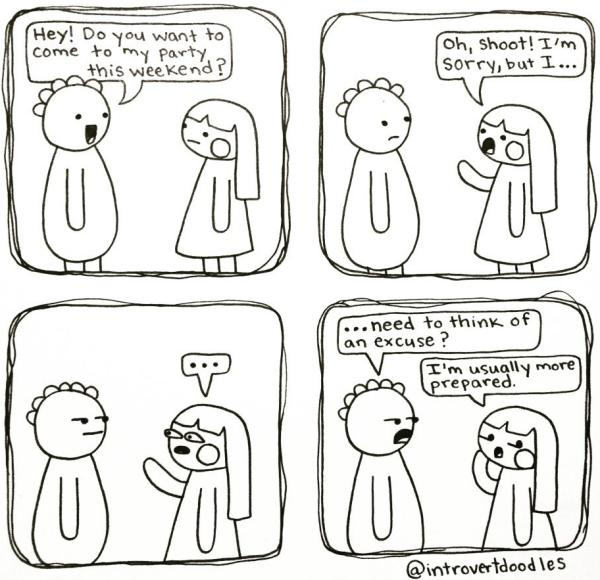 Hey! Do you want to
come to my party
this weekend?
Oh, shoot! I'm
sorry, but I...
...
...need to think of
an excuse?
I'm usually more
prepared.
@introvertdoodles